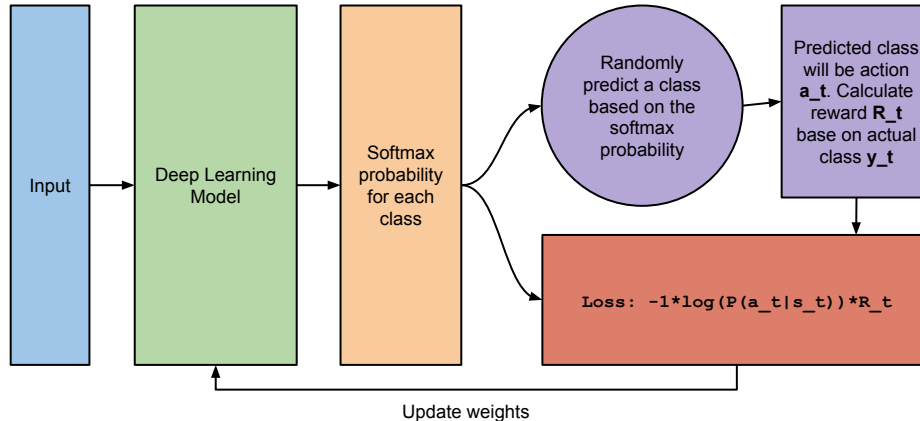 Input
Deep Learning
Model
Softmax
probability
for each
class
Randomly
predict a class
based on the
softmax
probability
Predicted class
will be action
a_t. Calculate
reward R_t
base on actual
class y_t
Loss: -1*log(P(a_t|s_t))*R_t
Update weights